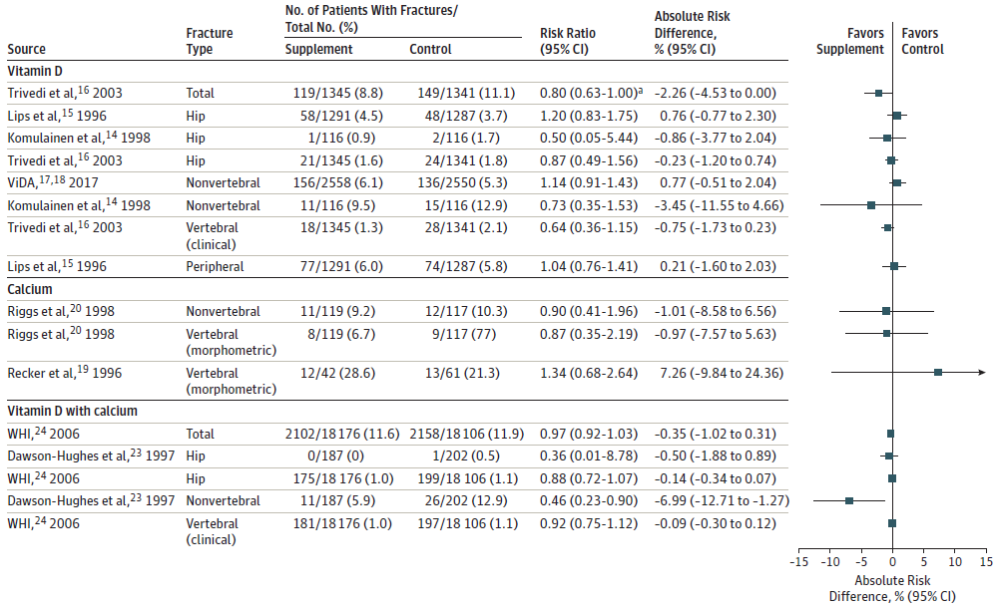 No. of Patients With Fractures/
Total No. (%)
Absolute Risk
Difference,
% (95% CI)
Source
Fracture
Type
Supplement
Control
Risk Ratio
(95% CI)
Favors
Supplement
Favors
Control
Vitamin D
Trivedi et al,16 2003 Total 119/1345 (8.8) 149/1341 (11.1) 0.80 (0.63-1.00)a -2.26 (-4.53 to 0.00)
Lips et al,15 1996 Hip 58/1291 (4.5) 48/1287 (3.7) 1.20 (0.83-1.75) 0.76 (-0.77 to 2.30)
Komulainen et al,14 1998 Hip 1/116 (0.9) 2/116 (1.7) 0.50 (0.05-5.44) -0.86 (-3.77 to 2.04)
Trivedi et al,16 2003 Hip 21/1345 (1.6) 24/1341 (1.8) 0.87 (0.49-1.56) -0.23 (-1.20 to 0.74)
ViDA,17,18 2017 Nonvertebral 156/2558 (6.1) 136/2550 (5.3) 1.14 (0.91-1.43) 0.77 (-0.51 to 2.04)
Komulainen et al,14 1998 Nonvertebral 11/116 (9.5) 15/116 (12.9) 0.73 (0.35-1.53) -3.45 (-11.55 to 4.66)
Trivedi et al,16 2003 Vertebral 18/1345 (1.3) 28/1341 (2.1) 0.64 (0.36-1.15) -0.75 (-1.73 to 0.23)
(clinical)
Lips et al,15 1996 Peripheral 77/1291 (6.0) 74/1287 (5.8) 1.04 (0.76-1.41) 0.21 (-1.60 to 2.03)
Calcium
Riggs et al,20 1998 Nonvertebral 11/119 (9.2) 12/117 (10.3) 0.90 (0.41-1.96) -1.01 (-8.58 to 6.56)
Riggs et al,20 1998 Vertebral 8/119 (6.7) 9/117 (77) 0.87 (0.35-2.19) -0.97 (-7.57 to 5.63)
(morphometric)
Recker et al,19 1996 Vertebral 12/42 (28.6) 13/61 (21.3) 1.34 (0.68-2.64) 7.26 (-9.84 to 24.36)
(morphometric)
Vitamin D with calcium
WHI,24 2006 Total 2102/18 176 (11.6) 2158/18 106 (11.9) 0.97 (0.92-1.03) -0.35 (-1.02 to 0.31)
Dawson-Hughes et al,23 1997 Hip 0/187 (0) 1/202 (0.5) 0.36 (0.01-8.78) -0.50 (-1.88 to 0.89)
WHI,24 2006 Hip 175/18 176 (1.0) 199/18 106 (1.1) 0.88 (0.72-1.07) -0.14 (-0.34 to 0.07)
Dawson-Hughes et al,23 1997 Nonvertebral 11/187 (5.9) 26/202 (12.9) 0.46 (0.23-0.90) -6.99 (-12.71 to -1.27)
WHI,24 2006 Vertebral 181/18 176 (1.0) 197/18 106 (1.1) 0.92 (0.75-1.12) -0.09 (-0.30 to 0.12)
(clinical)
-15 -10 -5 0 5 10 15
Absolute Risk
Difference, % (95% CI)